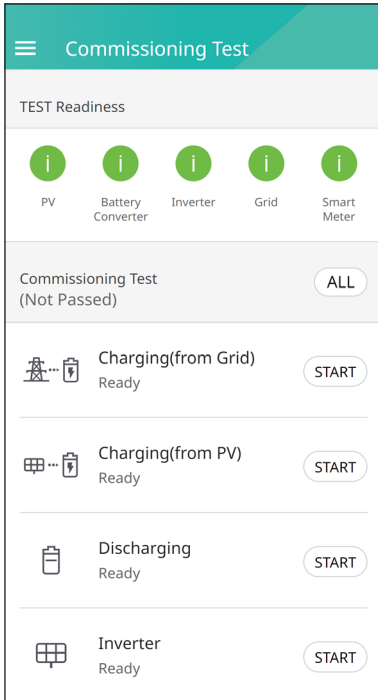 Commissioning Test
TEST Readiness
i i i i i
PV Battery Converter Inverter Grid Smart Meter
Commissioning Test
(Not Passed)
ALL
Charging(from Grid)
Ready
START
Charging(from PV)
Ready
START
Discharging
Ready
START
Inverter
Ready
START